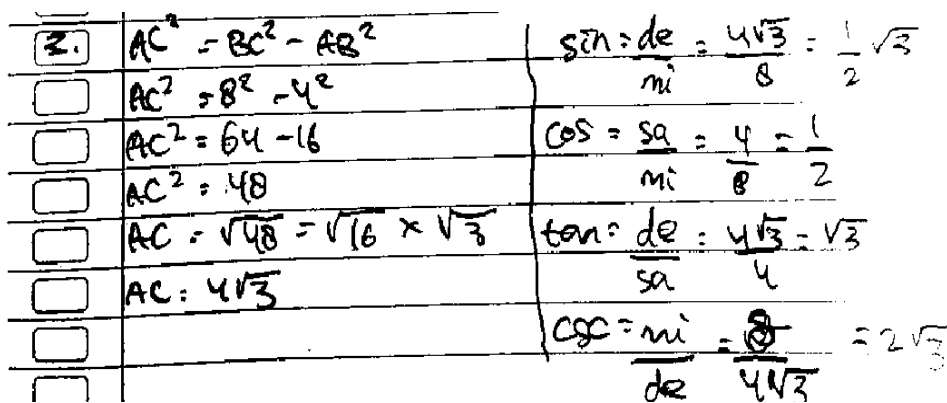 2. AC² = BC² - AB²
AC² = 8² - 4²
AC² = 64 - 16
AC² = 48
AC = √48 = √16 × √3
AC = 4√3
sin = de/mi = 4√3/8 = 1/2 √3
cos = sa/mi = 4/8 = 1/2
tan = de/sa = 4√3/4 = √3
csc = mi/de = 8/4√3 = 2√3